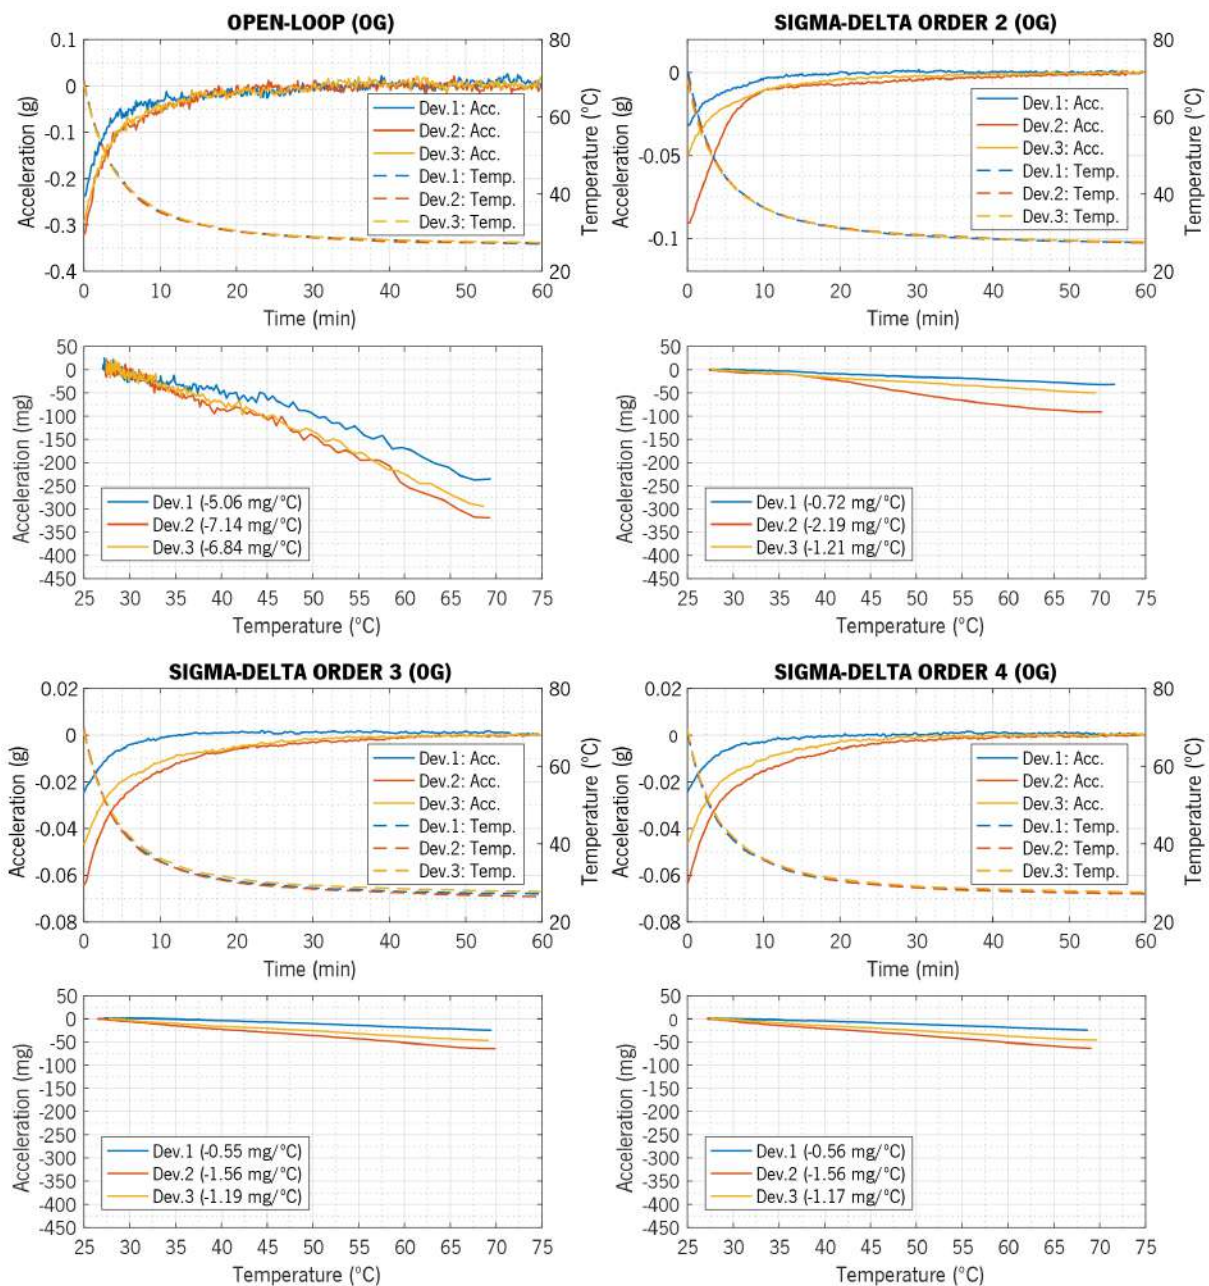 OPEN-LOOP (0G)
0.1
0
-0.1
-0.2
-0.3
-0.4
Acceleration (g)
80
60
40
20
Temperature (°C)
Dev.1: Acc.
Dev.2: Acc.
Dev.3: Acc.
Dev.1: Temp.
Dev.2: Temp.
Dev.3: Temp.
0 10 20 30 40 50 60
Time (min)
50
0
-50
-100
-150
-200
-250
-300
-350
-400
-450
Acceleration (mg)
Dev.1 (-5.06 mg/°C)
Dev.2 (-7.14 mg/°C)
Dev.3 (-6.84 mg/°C)
25 30 35 40 45 50 55 60 65 70 75
Temperature (°C)
SIGMA-DELTA ORDER 2 (0G)
0
-0.05
-0.1
Acceleration (g)
80
60
40
20
Temperature (°C)
Dev.1: Acc.
Dev.2: Acc.
Dev.3: Acc.
Dev.1: Temp.
Dev.2: Temp.
Dev.3: Temp.
0 10 20 30 40 50 60
Time (min)
50
0
-50
-100
-150
-200
-250
-300
-350
-400
-450
Acceleration (mg)
Dev.1 (-0.72 mg/°C)
Dev.2 (-2.19 mg/°C)
Dev.3 (-1.21 mg/°C)
25 30 35 40 45 50 55 60 65 70 75
Temperature (°C)
SIGMA-DELTA ORDER 3 (0G)
0.02
0
-0.02
-0.04
-0.06
-0.08
Acceleration (g)
80
60
40
20
Temperature (°C)
Dev.1: Acc.
Dev.2: Acc.
Dev.3: Acc.
Dev.1: Temp.
Dev.2: Temp.
Dev.3: Temp.
0 10 20 30 40 50 60
Time (min)
50
0
-50
-100
-150
-200
-250
-300
-350
-400
-450
Acceleration (mg)
Dev.1 (-0.55 mg/°C)
Dev.2 (-1.56 mg/°C)
Dev.3 (-1.19 mg/°C)
25 30 35 40 45 50 55 60 65 70 75
Temperature (°C)
SIGMA-DELTA ORDER 4 (0G)
0.02
0
-0.02
-0.04
-0.06
-0.08
Acceleration (g)
80
60
40
20
Temperature (°C)
Dev.1: Acc.
Dev.2: Acc.
Dev.3: Acc.
Dev.1: Temp.
Dev.2: Temp.
Dev.3: Temp.
0 10 20 30 40 50 60
Time (min)
50
0
-50
-100
-150
-200
-250
-300
-350
-400
-450
Acceleration (mg)
Dev.1 (-0.56 mg/°C)
Dev.2 (-1.56 mg/°C)
Dev.3 (-1.17 mg/°C)
25 30 35 40 45 50 55 60 65 70 75
Temperature (°C)